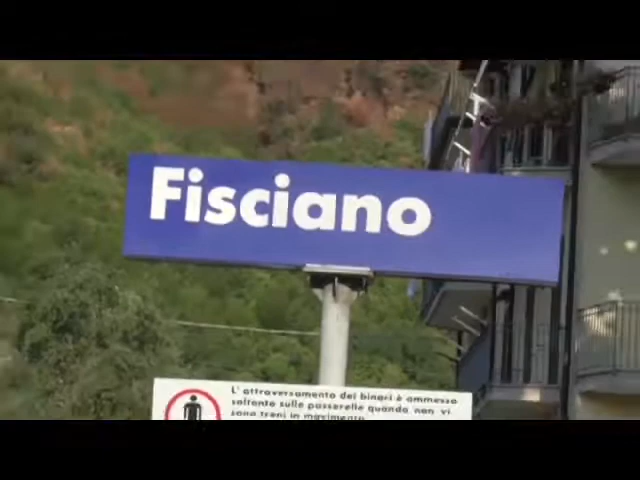 Fisciano
L'attraversamento dei binari è ammesso
soltanto sulle passerelle quando non vi
sono treni in movimento